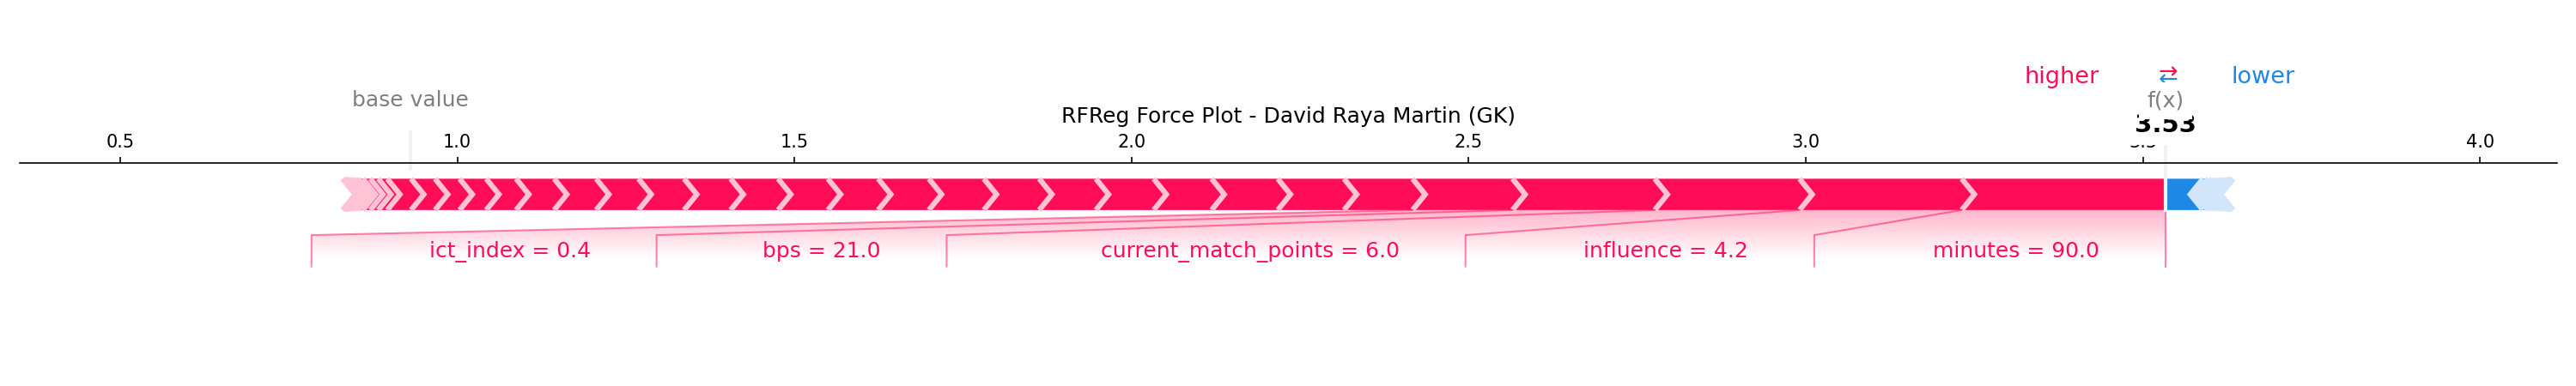 higher ⇄ lower
base value
f(x)
RFReg Force Plot - David Raya Martin (GK)
3.53
0.5 1.0 1.5 2.0 2.5 3.0 3.5 4.0
ict_index = 0.4 bps = 21.0 current_match_points = 6.0 influence = 4.2 minutes = 90.0